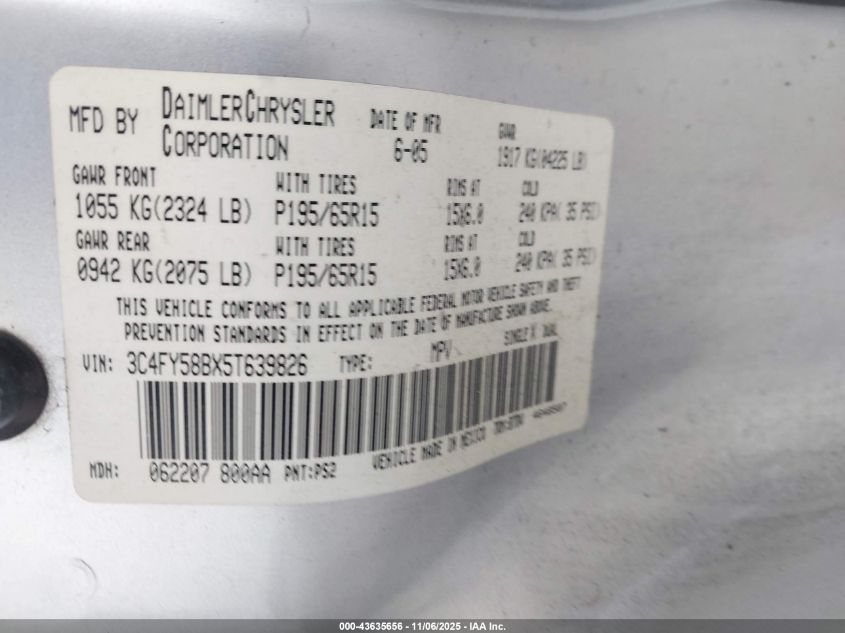 MFD BY DAIMLERCHRYSLER CORPORATION DATE OF MFR 6-05 GVWR 1917 KG(04225 LB)
GAWR FRONT WITH TIRES RIMS AT COLD
1055 KG(2324 LB) P195/65R15 15X6.0 240 KPA( 35 PSI)
GAWR REAR WITH TIRES RIMS AT COLD
0942 KG(2075 LB) P195/65R15 15X6.0 240 KPA( 35 PSI)
THIS VEHICLE CONFORMS TO ALL APPLICABLE FEDERAL MOTOR VEHICLE SAFETY AND THEFT
PREVENTION STANDARDS IN EFFECT ON THE DATE OF MANUFACTURE SHOWN ABOVE.
VIN: 3C4FY58BX5T639826 TYPE: MPV SINGLE X DUAL
MDH: 062207 800AA PNT:PS2 VEHICLE MADE IN MEXICO
000-43635656 - 11/06/2025 - IAA Inc.